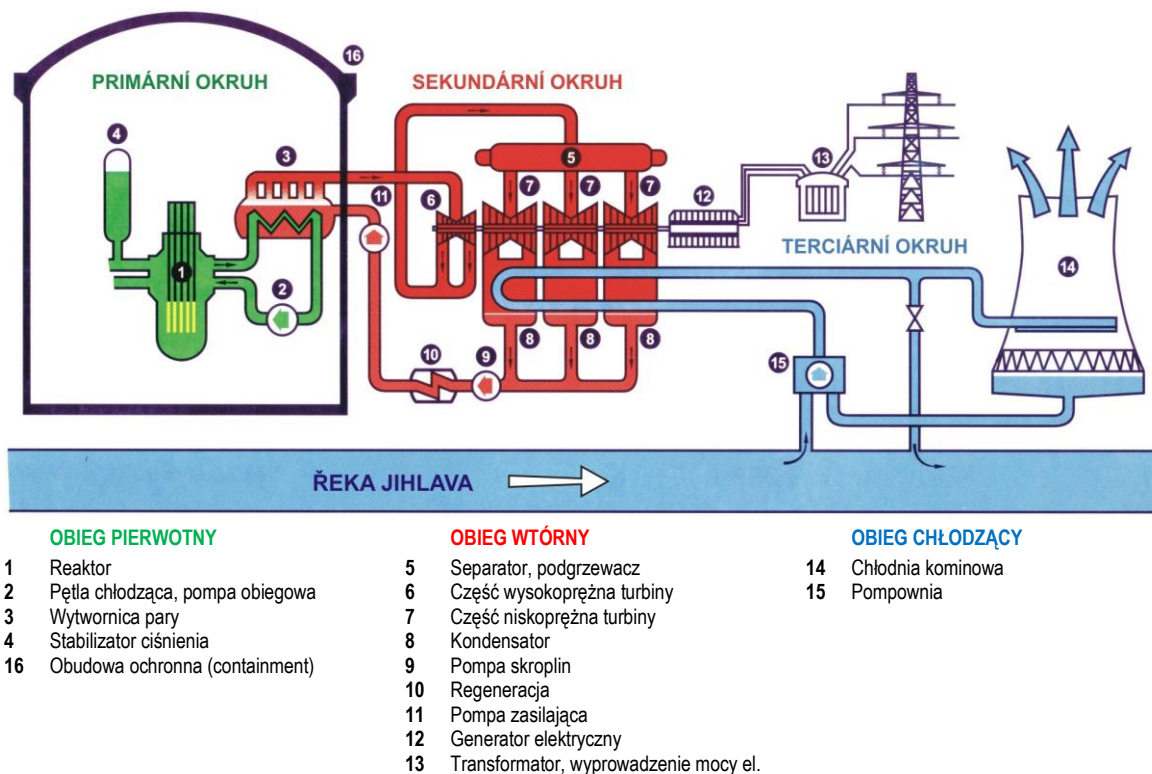 16
PRIMÁRNÍ OKRUH
SEKUNDÁRNÍ OKRUH
4
3
5
13
11
6
7
7
7
12
TERCIÁRNÍ OKRUH
1
2
14
8
8
8
10
9
15
ŘEKA JIHLAVA
OBIEG PIERWOTNY
1 Reaktor
2 Pętla chłodząca, pompa obiegowa
3 Wytwornica pary
4 Stabilizator ciśnienia
16 Obudowa ochronna (containment)
OBIEG WTÓRNY
5 Separator, podgrzewacz
6 Część wysokoprężna turbiny
7 Część niskoprężna turbiny
8 Kondensator
9 Pompa skroplin
10 Regeneracja
11 Pompa zasilająca
12 Generator elektryczny
13 Transformator, wyprowadzenie mocy el.
OBIEG CHŁODZĄCY
14 Chłodnia kominowa
15 Pompownia